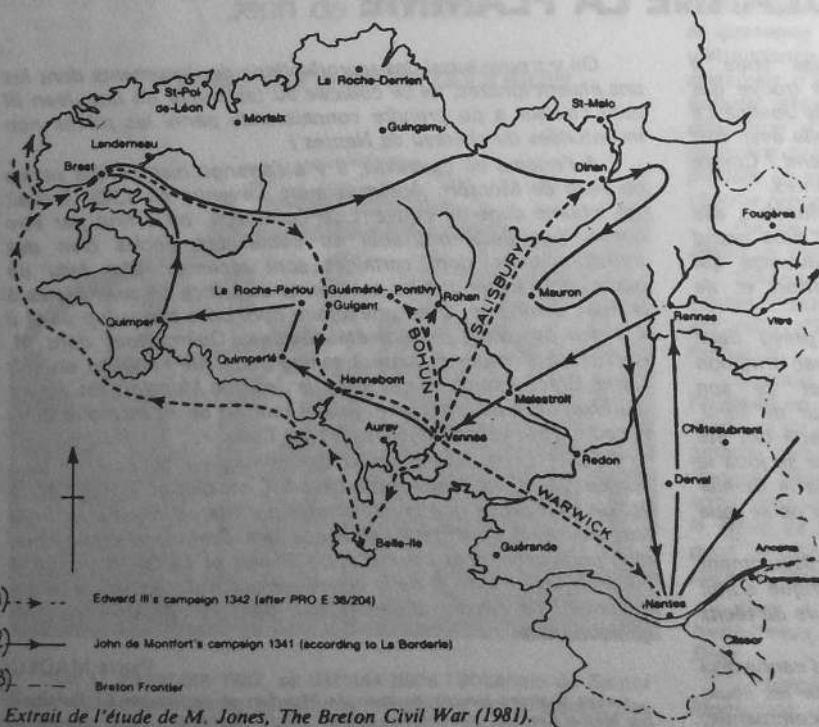 La Roche-Derrien
St-Pol
de-Léon
Morlaix
Guingamp
St-Malo
Landerneau
Brest
Dinan
Fougères
La Roche-Periou
Guéméné-
Guigant
Pontivy
Rohan
Mauron
Rennes
Vitré
SALISBURY
BOHUN
Quimper
Quimperlé
Hennebont
Malestroit
Auray
Vannes
Châteaubriant
Redon
Derval
WARWICK
Belle-Ile
Guérande
Ancenis
Nantes
Clisson
Edward III's campaign 1342 (after PRO E 36/204)
John de Montfort's campaign 1341 (according to La Borderie)
Breton Frontier
Extrait de l'étude de M. Jones, The Breton Civil War (1981).